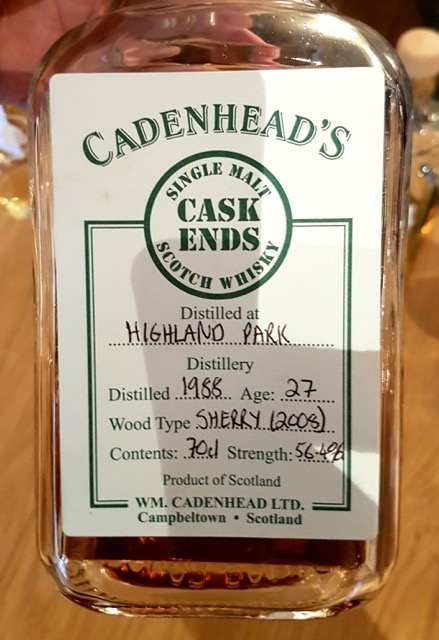 CADENHEAD'S
SINGLE MALT
CASK
ENDS
SCOTCH WHISKY
Distilled at
HIGHLAND PARK
Distillery
Distilled 1988 Age: 27
Wood Type SHERRY (2008)
Contents: 70cl Strength: 56.4%
Product of Scotland
WM. CADENHEAD LTD.
Campbeltown • Scotland